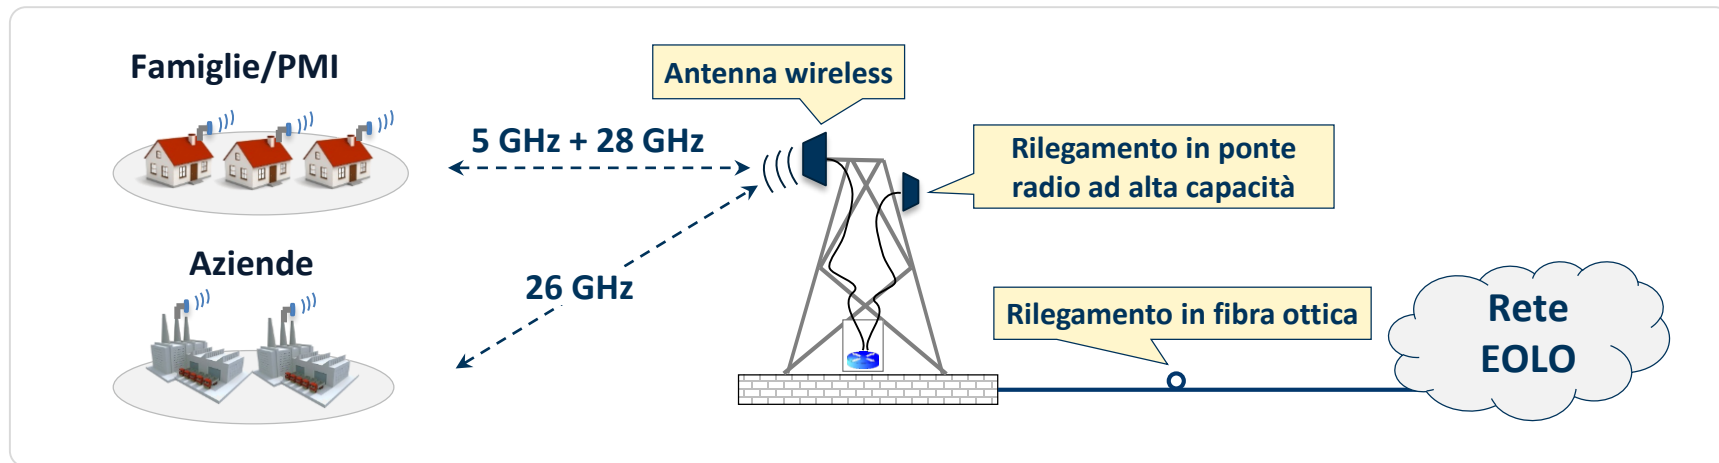 Famiglie/PMI
Antenna wireless
5 GHz + 28 GHz
Rilegamento in ponte
radio ad alta capacità
Aziende
26 GHz
Rilegamento in fibra ottica
Rete
EOLO